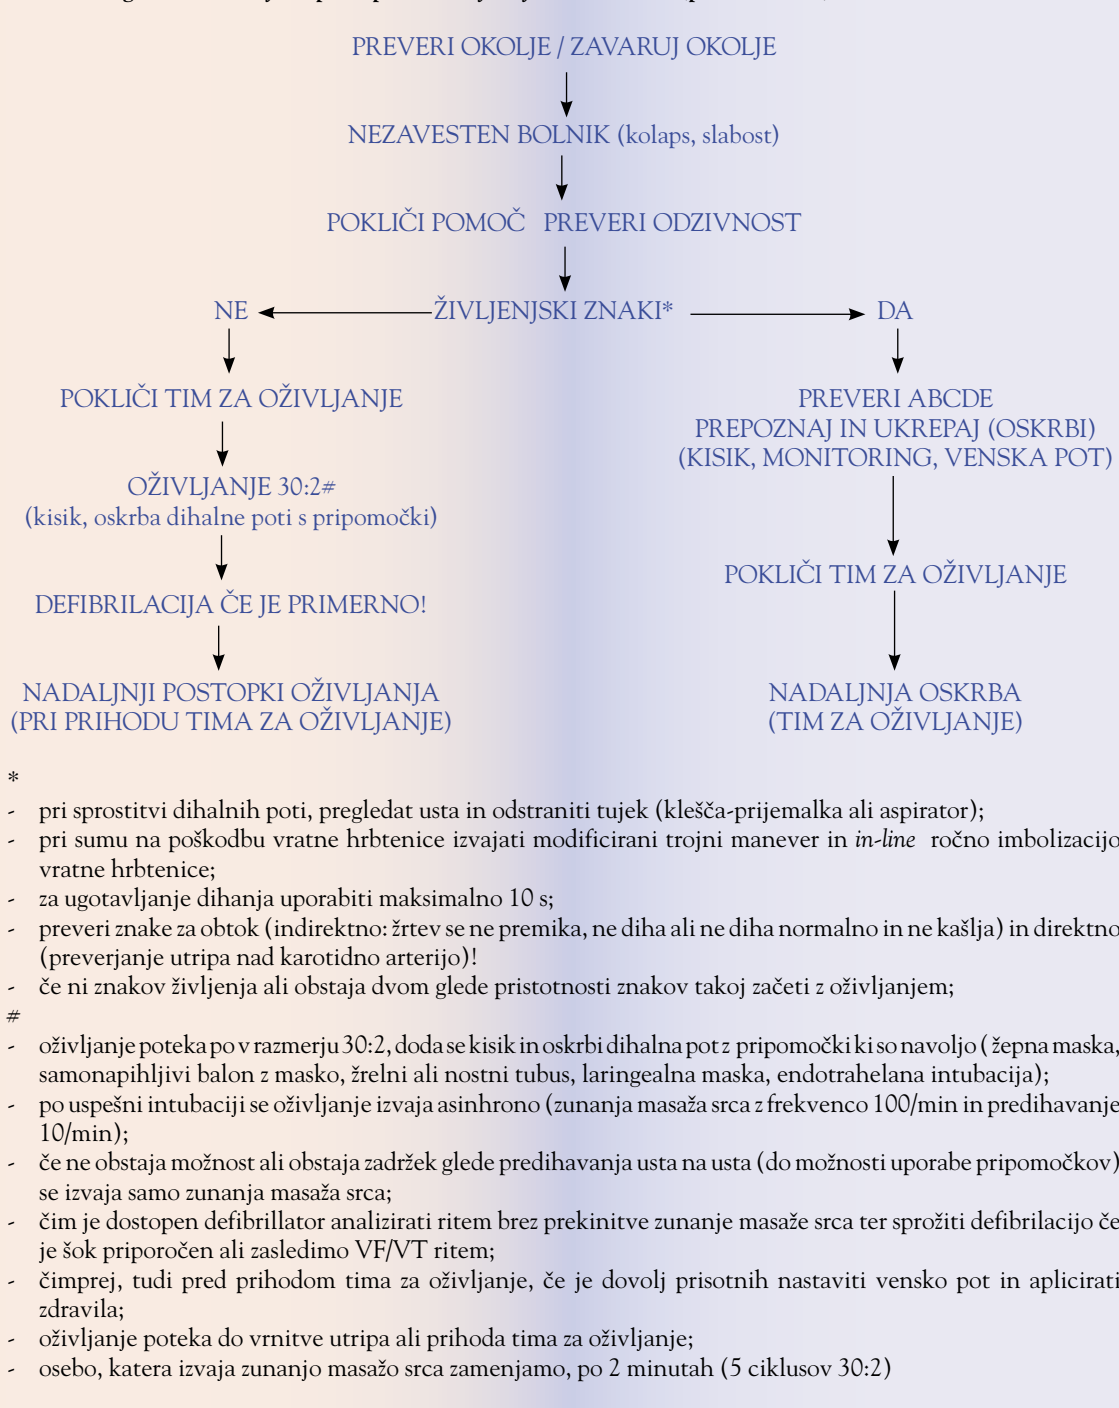 PREVERI OKOLJE / ZAVARUJ OKOLJE
NEZAVESTEN BOLNIK (kolaps, slabost)
POKLIČI POMOČ PREVERI ODZIVNOST
NE ŽIVLJENJSKI ZNAKI* DA
POKLIČI TIM ZA OŽIVLJANJE
OŽIVLJANJE 30:2#
(kisik, oskrba dihalne poti s pripomočki)
DEFIBRILACIJA ČE JE PRIMERNO!
NADALJNJI POSTOPKI OŽIVLJANJA
(PRI PRIHODU TIMA ZA OŽIVLJANJE)
PREVERI ABCDE
PREPOZNAJ IN UKREPAJ (OSKRBI)
(KISIK, MONITORING, VENSKA POT)
POKLIČI TIM ZA OŽIVLJANJE
NADALJNJA OSKRBA
(TIM ZA OŽIVLJANJE)
*
- pri sprostitvi dihalnih poti, pregledat usta in odstraniti tujek (klešča-prijemalka ali aspirator);
- pri sumu na poškodbu vratne hrbtenice izvajati modificirani trojni manever in in-line ročno imbolizacijo
vratne hrbtenice;
- za ugotavljanje dihanja uporabiti maksimalno 10 s;
- preveri znake za obtok (indirektno: žrtev se ne premika, ne diha ali ne diha normalno in ne kašlja) in direktno
(preverjanje utripa nad karotidno arterijo)!
- če ni znakov življenja ali obstaja dvom glede pristotnosti znakov takoj začeti z oživljanjem;
#
- oživljanje poteka po v razmerju 30:2, doda se kisik in oskrbi dihalna pot z pripomočki ki so navoljo ( žepna maska,
samonapihljivi balon z masko, žrelni ali nostni tubus, laringealna maska, endotrahelana intubacija);
- po uspešni intubaciji se oživljanje izvaja asinhrono (zunanja masaža srca z frekvenco 100/min in predihavanje
10/min);
- če ne obstaja možnost ali obstaja zadržek glede predihavanja usta na usta (do možnosti uporabe pripomočkov)
se izvaja samo zunanja masaža srca;
- čim je dostopen defibrillator analizirati ritem brez prekinitve zunanje masaže srca ter sprožiti defibrilacijo če
je šok priporočen ali zasledimo VF/VT ritem;
- čimprej, tudi pred prihodom tima za oživljanje, če je dovolj prisotnih nastaviti vensko pot in aplicirati
zdravila;
- oživljanje poteka do vrnitve utripa ali prihoda tima za oživljanje;
- osebo, katera izvaja zunanjo masažo srca zamenjamo, po 2 minutah (5 ciklusov 30:2)